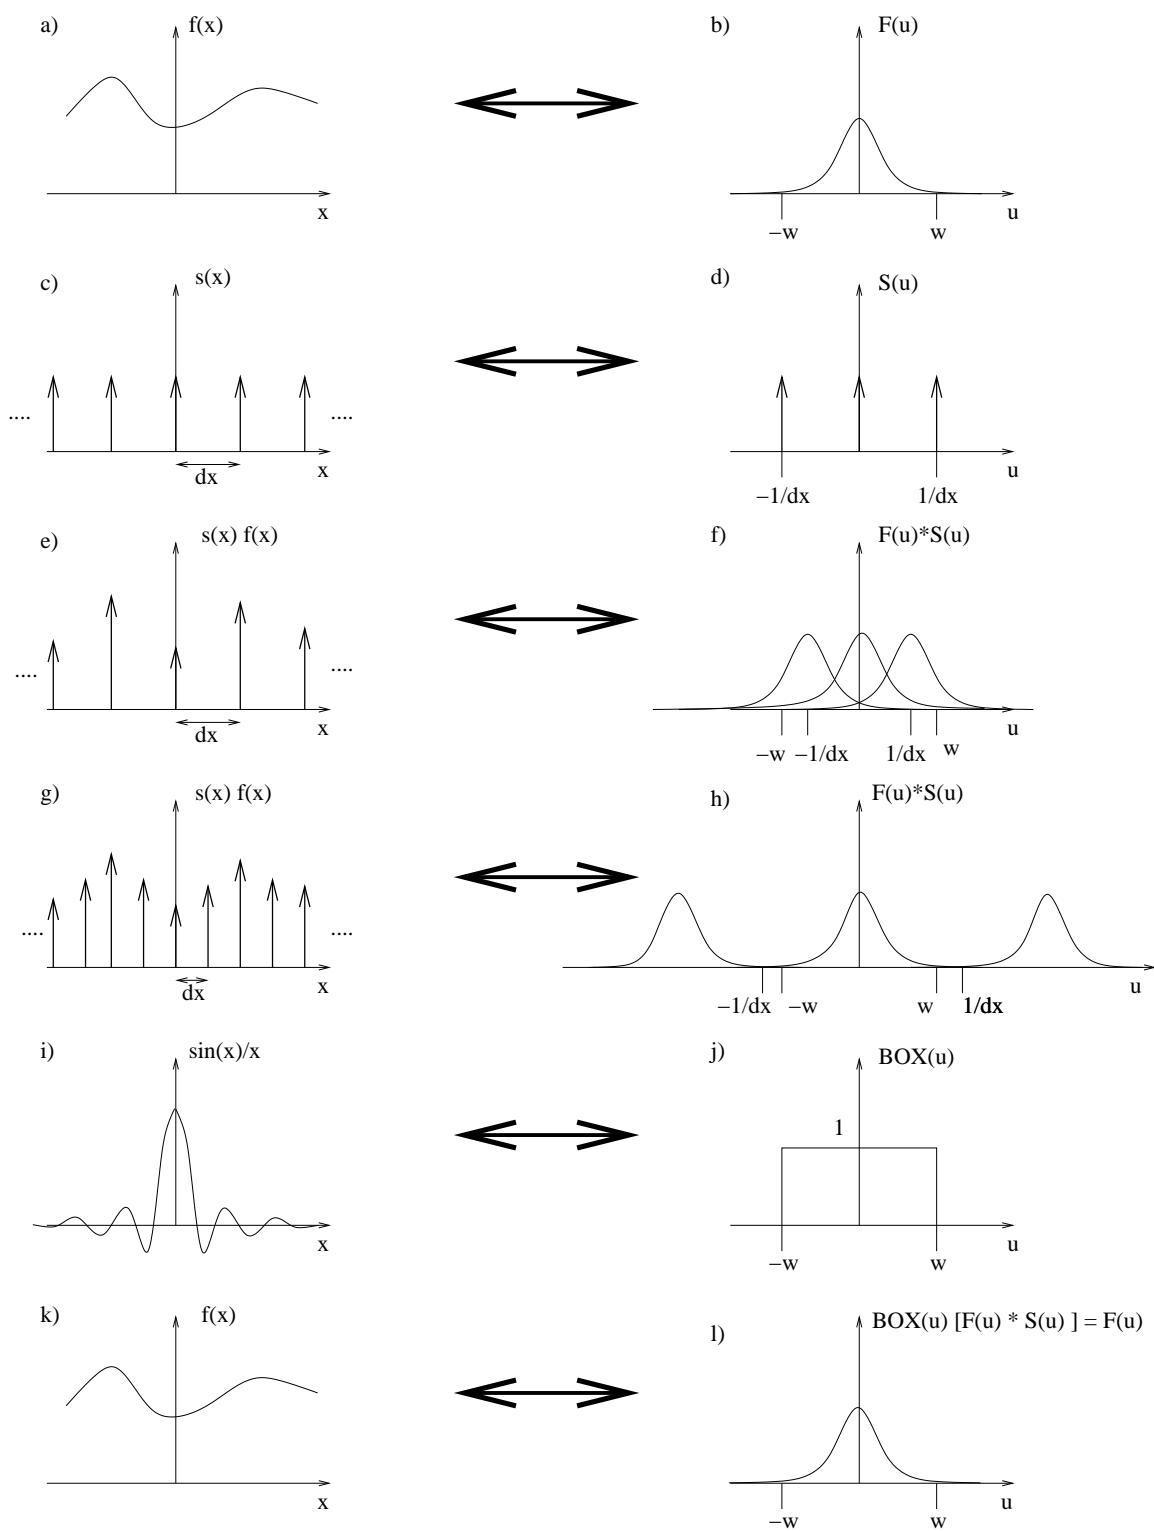 a) f(x)
b) F(u)
x
−w w u
c) s(x)
d) S(u)
.... ....
dx x
−1/dx 1/dx u
e) s(x) f(x)
f) F(u)*S(u)
.... ....
dx x
−w −1/dx 1/dx w u
g) s(x) f(x)
h) F(u)*S(u)
.... ....
dx x
−1/dx −w w 1/dx u
i) sin(x)/x
j) BOX(u)
1
x
−w w u
k) f(x)
l) BOX(u) [F(u) * S(u) ] = F(u)
x
−w w u